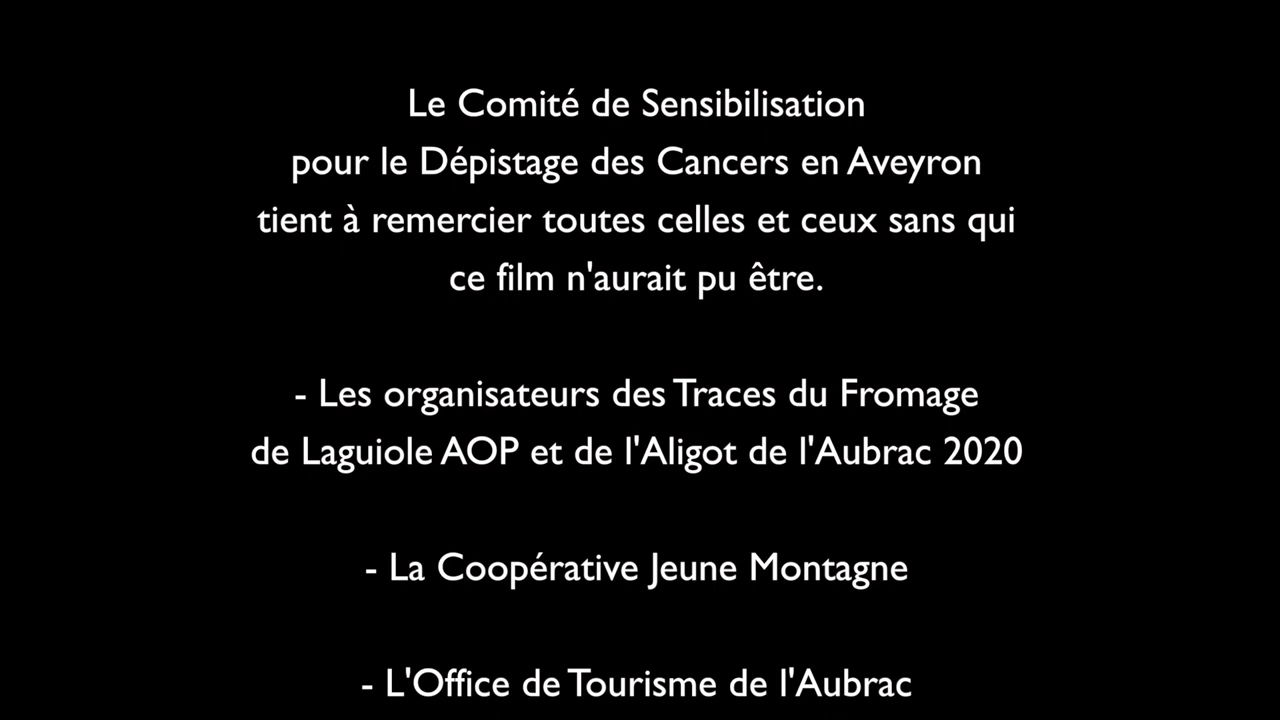 Le Comité de Sensibilisation
pour le Dépistage des Cancers en Aveyron
tient à remercier toutes celles et ceux sans qui
ce film n'aurait pu être.
- Les organisateurs des Traces du Fromage
de Laguiole AOP et de l'Aligot de l'Aubrac 2020
- La Coopérative Jeune Montagne
- L'Office de Tourisme de l'Aubrac